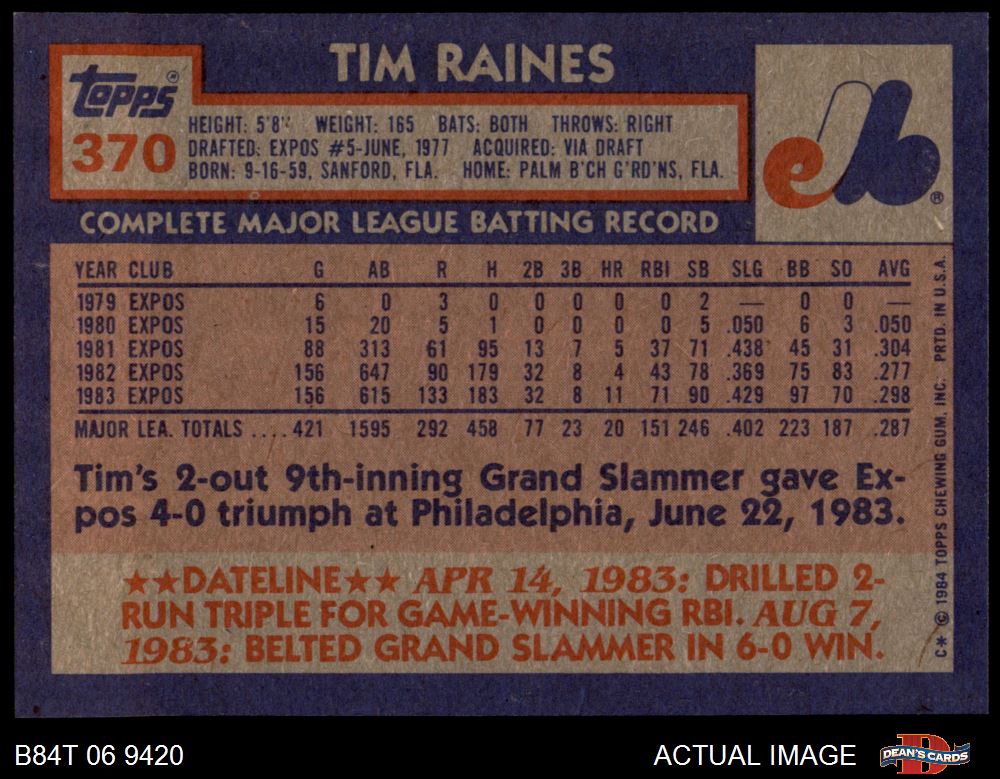 TIM RAINES
Topps®
370
HEIGHT: 5'8" WEIGHT: 165 BATS: BOTH THROWS: RIGHT
DRAFTED: EXPOS #5-JUNE, 1977 ACQUIRED: VIA DRAFT
BORN: 9-16-59, SANFORD, FLA. HOME: PALM B'CH G'RD'NS, FLA.
eb®
COMPLETE MAJOR LEAGUE BATTING RECORD
YEAR CLUB G AB R H 2B 3B HR RBI SB SLG BB SO AVG
1979 EXPOS 6 0 3 0 0 0 0 0 2 — 0 0 —
1980 EXPOS 15 20 5 1 0 0 0 0 5 .050 6 3 .050
1981 EXPOS 88 313 61 95 13 7 5 37 71 .438 45 31 .304
1982 EXPOS 156 647 90 179 32 8 4 43 78 .369 75 83 .277
1983 EXPOS 156 615 133 183 32 8 11 71 90 .429 97 70 .298
MAJOR LEA. TOTALS ....421 1595 292 458 77 23 20 151 246 .402 223 187 .287
Tim's 2-out 9th-inning Grand Slammer gave Ex-
pos 4-0 triumph at Philadelphia, June 22, 1983.
★★DATELINE★★ APR 14, 1983: DRILLED 2-
RUN TRIPLE FOR GAME-WINNING RBI. AUG 7,
1983: BELTED GRAND SLAMMER IN 6-0 WIN.
C* © 1984 TOPPS CHEWING GUM, INC. PRTD. IN U.S.A.
B84T 06 9420
ACTUAL IMAGE
D
DEAN'S CARDS